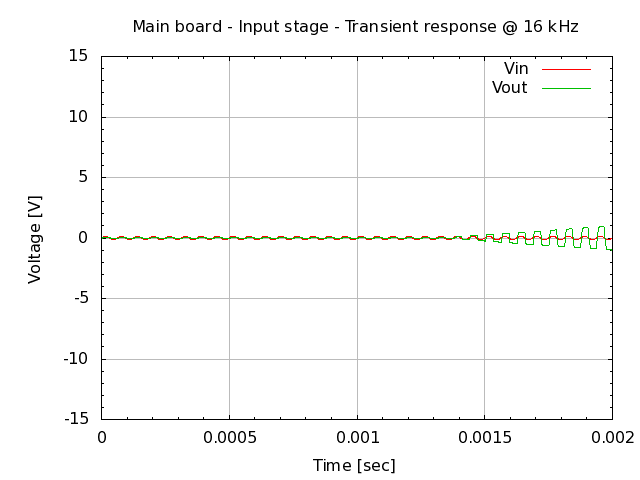 Main board - Input stage - Transient response @ 16 kHz
15
10
5
0
-5
-10
-15
Vin
Vout
Voltage [V]
0
0.0005
0.001
0.0015
0.002
Time [sec]